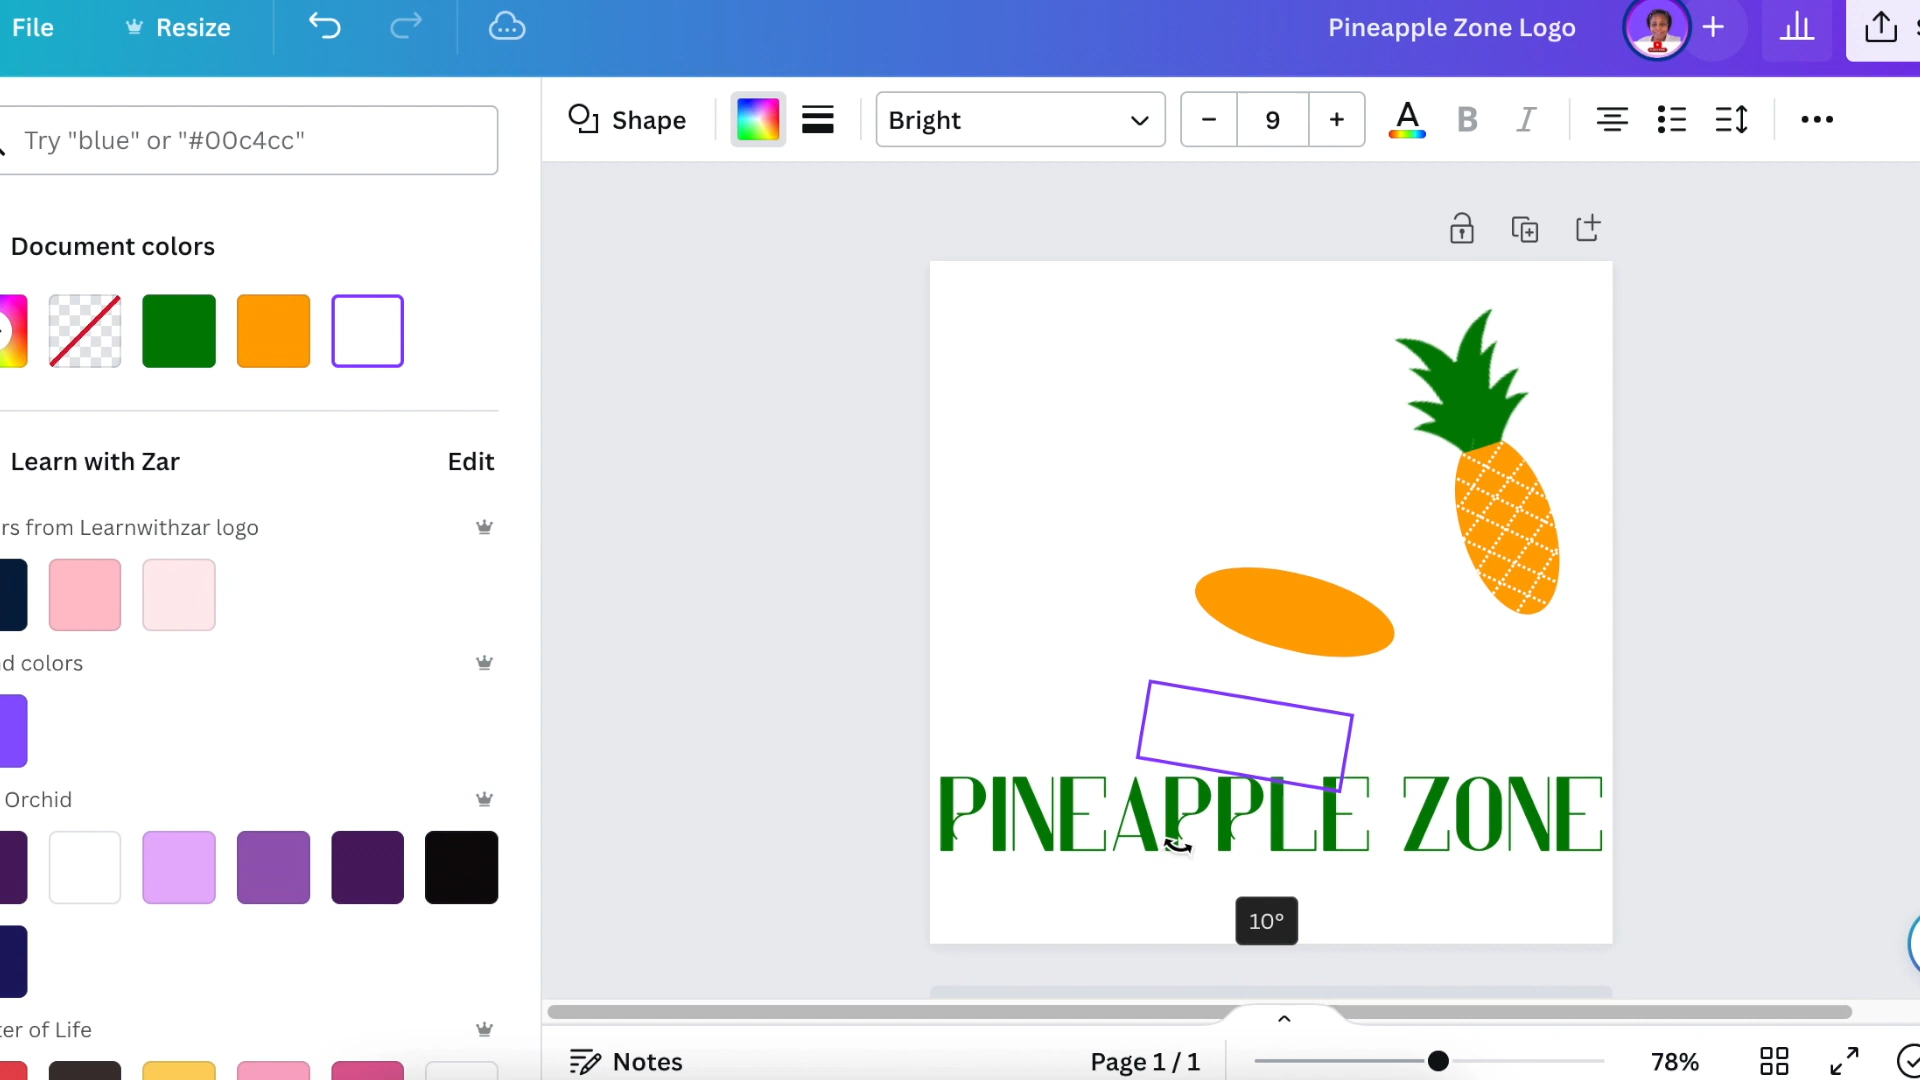 File
Resize
Pineapple Zone Logo
Try "blue" or "#00c4cc"
Shape
Bright
9
A
B
I
Document colors
Learn with Zar
Edit
rs from Learnwithzar logo
d colors
Orchid
er of Life
PINEAPPLE ZONE
10°
Notes
Page 1 / 1
78%